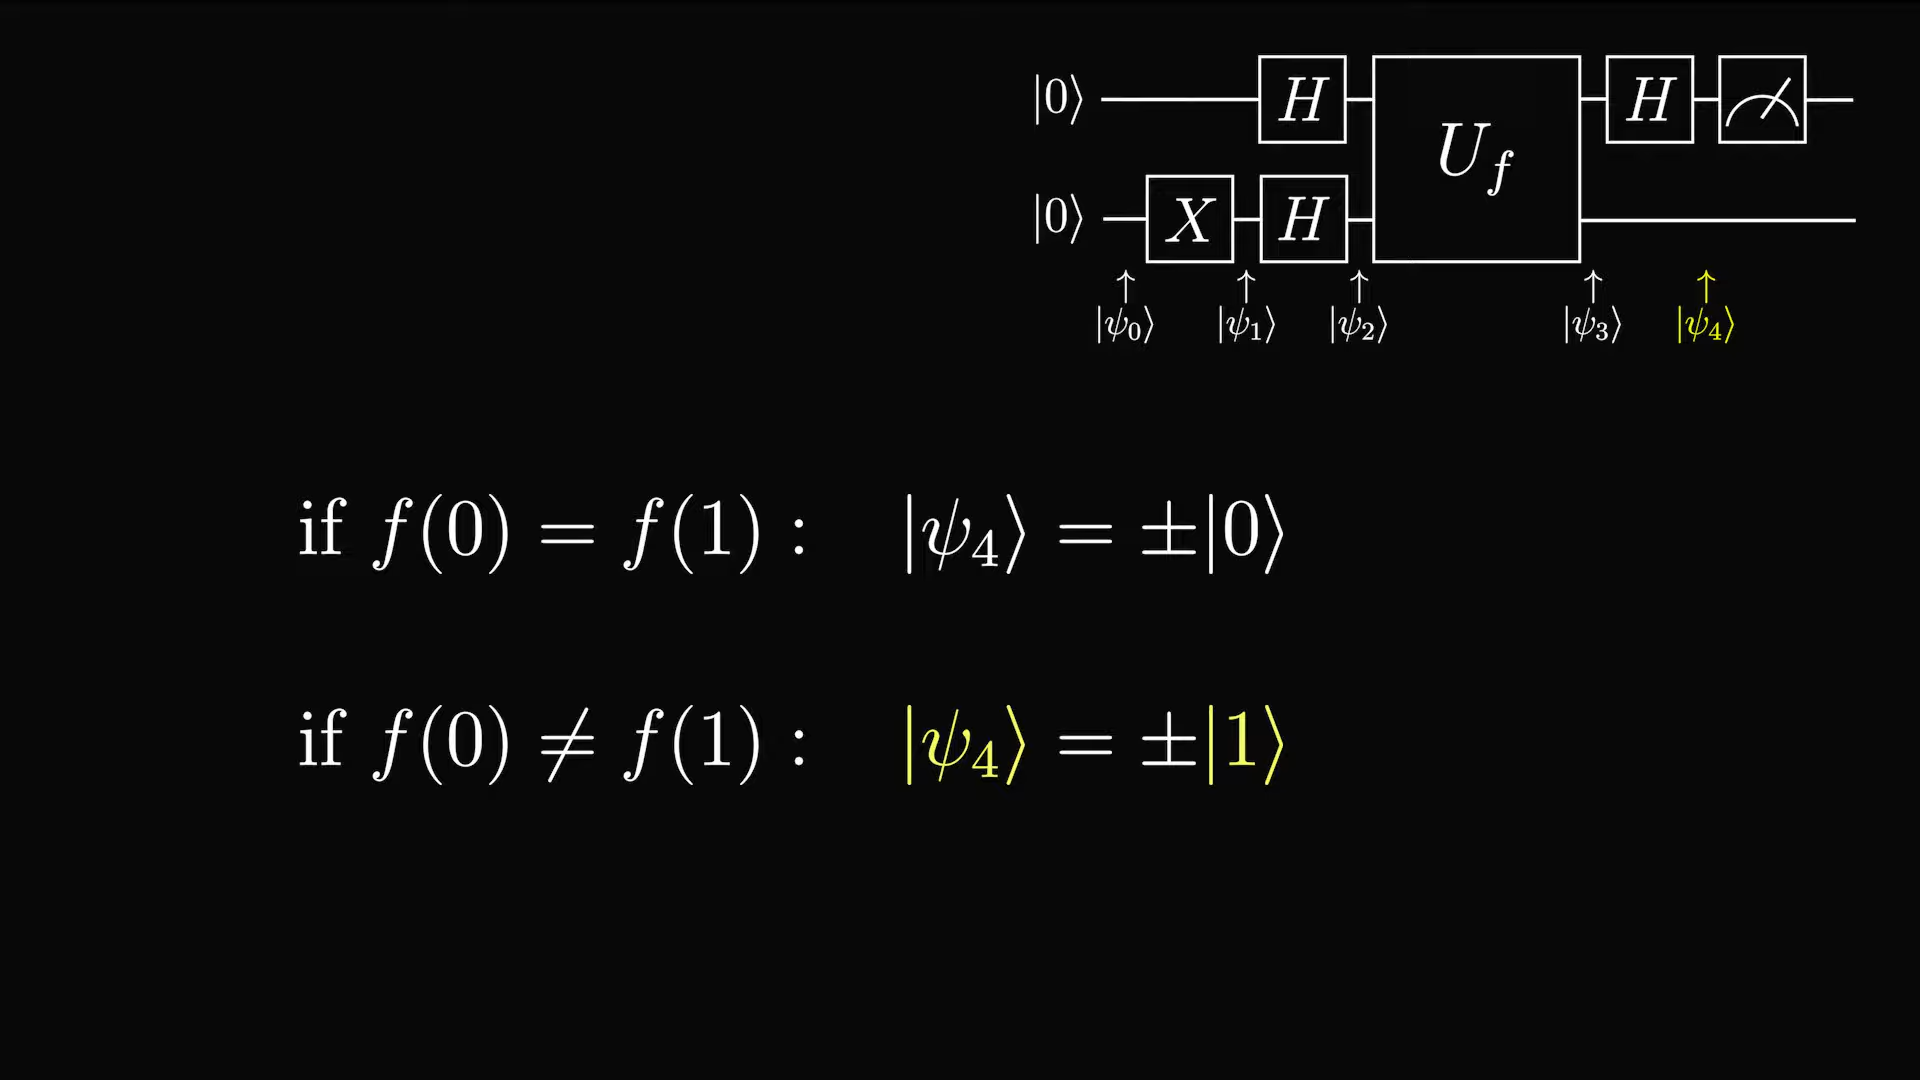 |0⟩ H U_f H
|0⟩ X H
|ψ₀⟩ |ψ₁⟩ |ψ₂⟩ |ψ₃⟩ |ψ₄⟩
if f(0) = f(1) : |ψ₄⟩ = ±|0⟩
if f(0) ≠ f(1) : |ψ₄⟩ = ±|1⟩